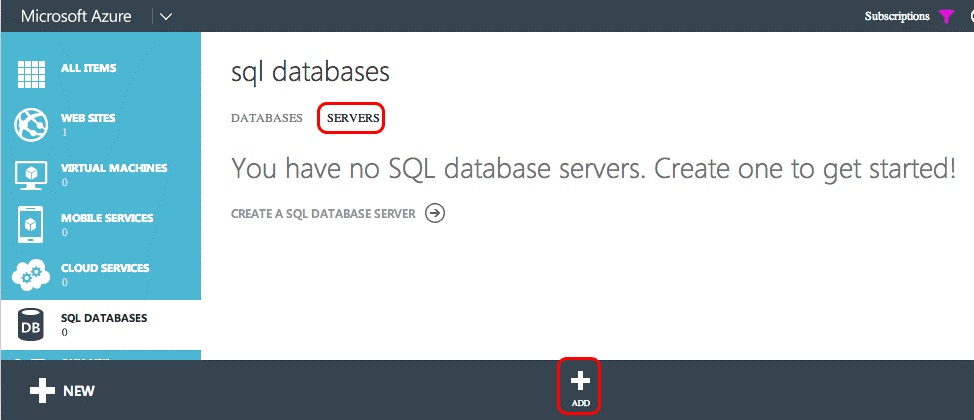 Microsoft Azure
Subscriptions
ALL ITEMS
WEB SITES
1
VIRTUAL MACHINES
0
MOBILE SERVICES
0
CLOUD SERVICES
0
DB
SQL DATABASES
0
sql databases
DATABASES SERVERS
You have no SQL database servers. Create one to get started!
CREATE A SQL DATABASE SERVER
NEW
ADD